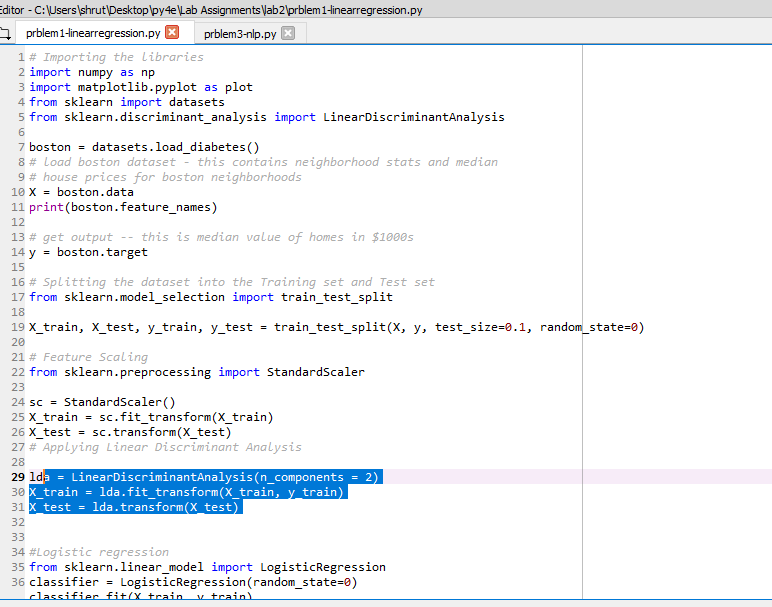 Editor - C:\Users\shrut\Desktop\py4e\Lab Assignments\lab2\prblem1-linearregression.py
prblem1-linearregression.py prblem3-nlp.py
1 # Importing the libraries
2 import numpy as np
3 import matplotlib.pyplot as plot
4 from sklearn import datasets
5 from sklearn.discriminant_analysis import LinearDiscriminantAnalysis
6
7 boston = datasets.load_diabetes()
8 # load boston dataset - this contains neighborhood stats and median
9 # house prices for boston neighborhoods
10 X = boston.data
11 print(boston.feature_names)
12
13 # get output -- this is median value of homes in $1000s
14 y = boston.target
15
16 # Splitting the dataset into the Training set and Test set
17 from sklearn.model_selection import train_test_split
18
19 X_train, X_test, y_train, y_test = train_test_split(X, y, test_size=0.1, random_state=0)
20
21 # Feature Scaling
22 from sklearn.preprocessing import StandardScaler
23
24 sc = StandardScaler()
25 X_train = sc.fit_transform(X_train)
26 X_test = sc.transform(X_test)
27 # Applying Linear Discriminant Analysis
28
29 lda = LinearDiscriminantAnalysis(n_components = 2)
30 X_train = lda.fit_transform(X_train, y_train)
31 X_test = lda.transform(X_test)
32
33
34 #Logistic regression
35 from sklearn.linear_model import LogisticRegression
36 classifier = LogisticRegression(random_state=0)
classifier.fit(X_train, y_train)